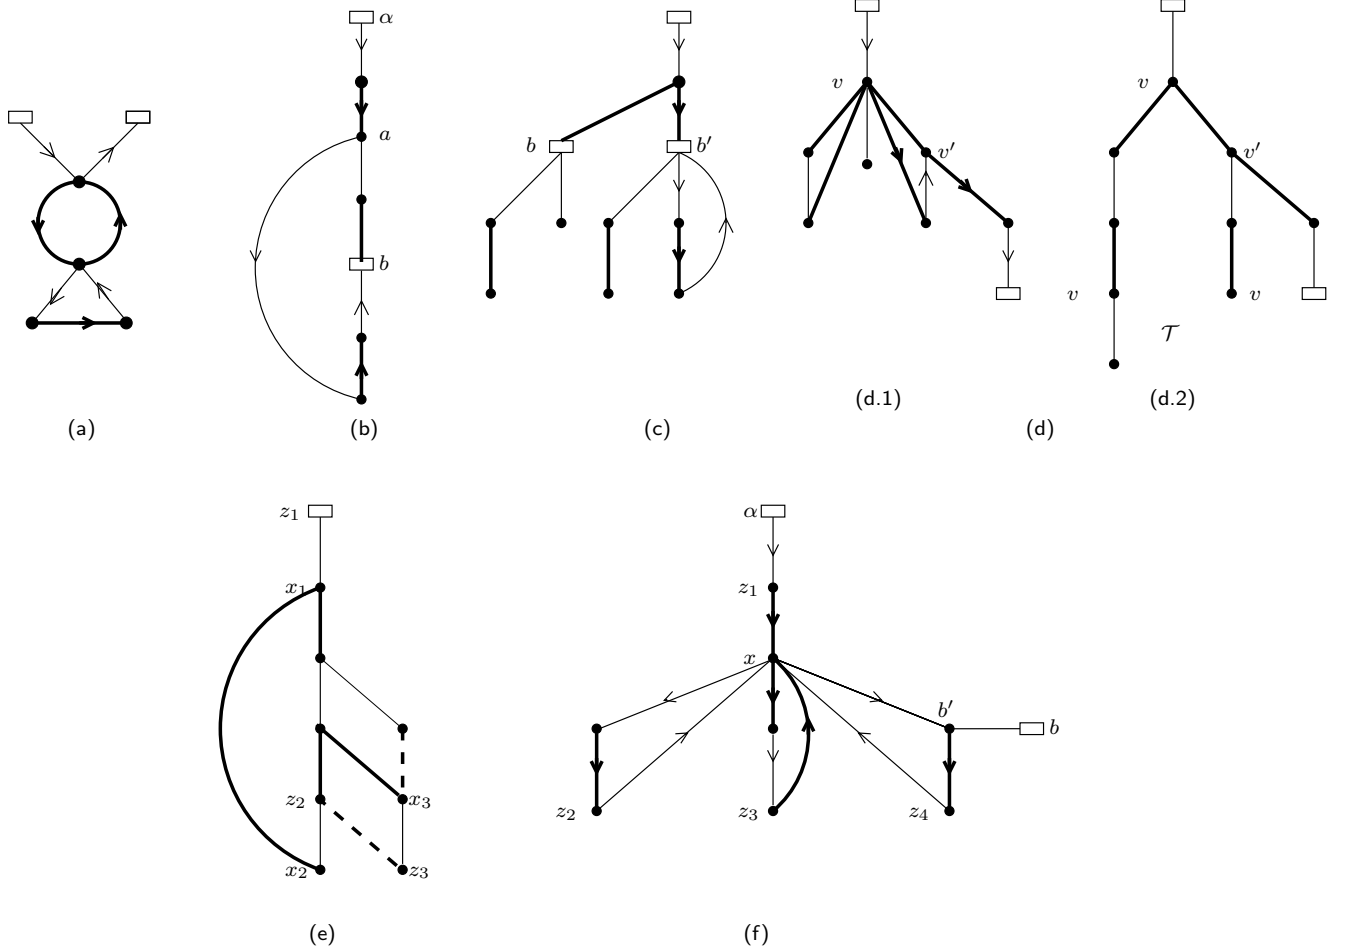 α
a
b
(a)
(b)
b b′
(c)
v
v′
(d.1)
v
v′
v v
𝒯
(d.2)
(d)
z₁
x₁
z₂ x₃
x₂ z₃
(e)
α
z₁
x
b′
b
z₂ z₃ z₄
(f)